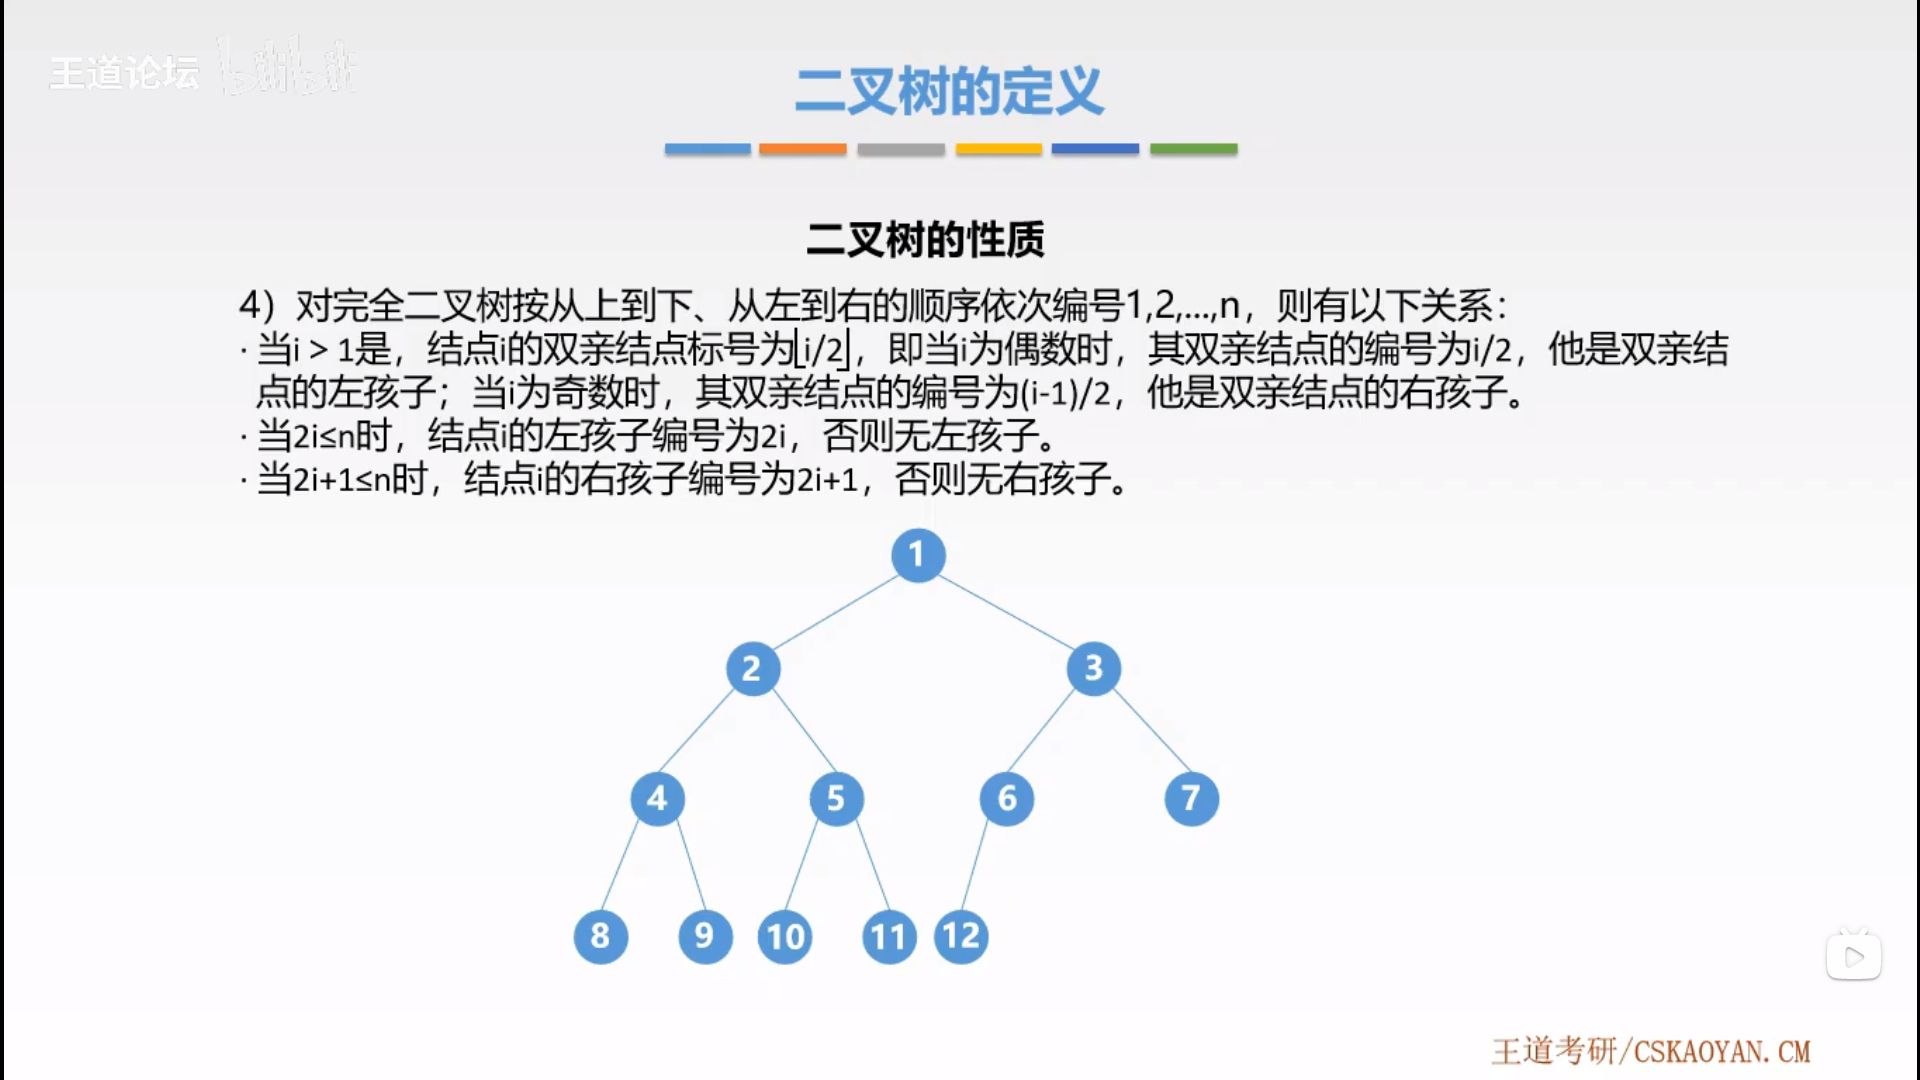 王道论坛 bilibili
二叉树的定义
二叉树的性质
4）对完全二叉树按从上到下、从左到右的顺序依次编号1,2,...,n，则有以下关系：
· 当i > 1是，结点i的双亲结点标号为⌊i/2⌋，即当i为偶数时，其双亲结点的编号为i/2，他是双亲结
点的左孩子；当i为奇数时，其双亲结点的编号为(i-1)/2，他是双亲结点的右孩子。
· 当2i≤n时，结点i的左孩子编号为2i，否则无左孩子。
· 当2i+1≤n时，结点i的右孩子编号为2i+1，否则无右孩子。
1
2 3
4 5 6 7
8 9 10 11 12
王道考研/CSKAOYAN.CM